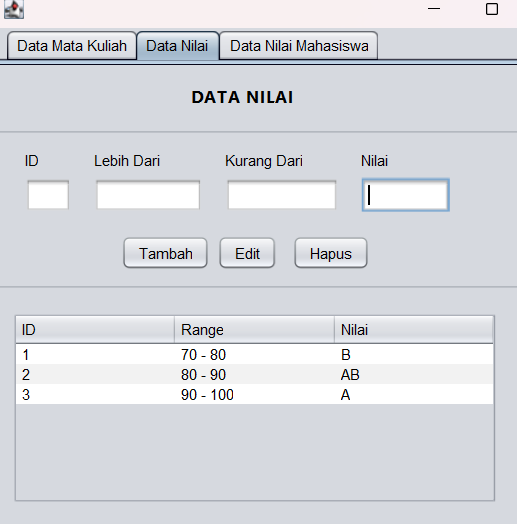 Data Mata Kuliah Data Nilai Data Nilai Mahasiswa
DATA NILAI
ID Lebih Dari Kurang Dari Nilai
Tambah Edit Hapus
ID Range Nilai
1 70 - 80 B
2 80 - 90 AB
3 90 - 100 A